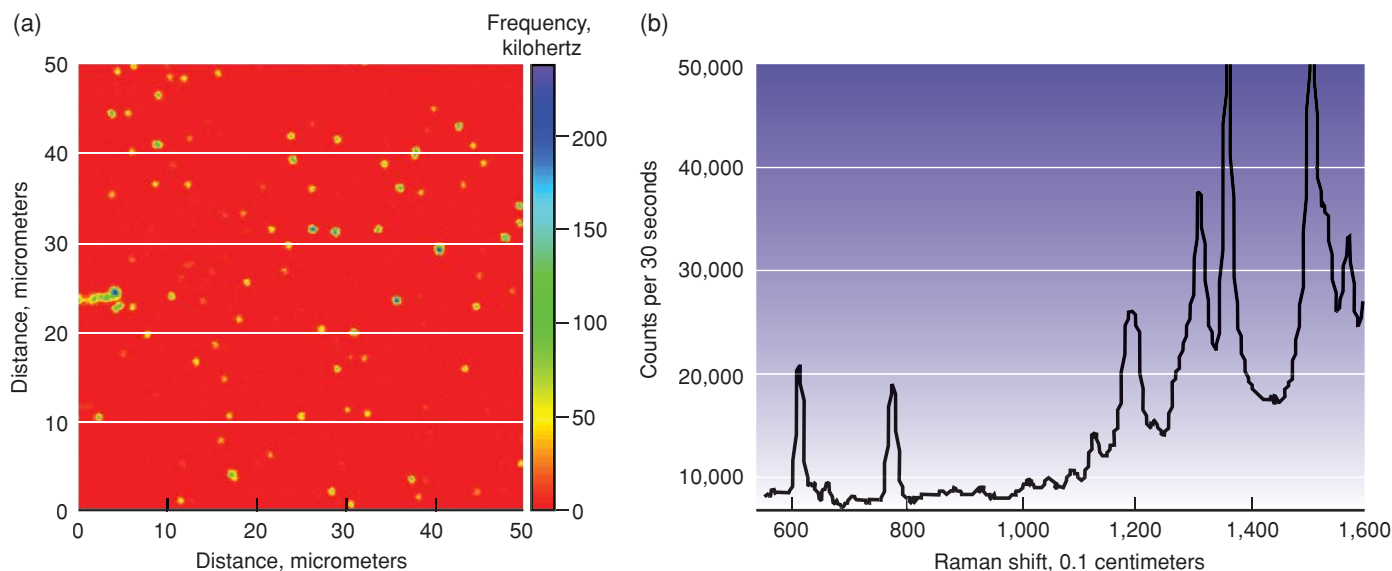 (a)
Frequency,
kilohertz
50
40
30
20
10
0
Distance, micrometers
0 10 20 30 40 50
Distance, micrometers
200
150
100
50
0
(b)
50,000
40,000
30,000
20,000
10,000
Counts per 30 seconds
600 800 1,000 1,200 1,400 1,600
Raman shift, 0.1 centimeters